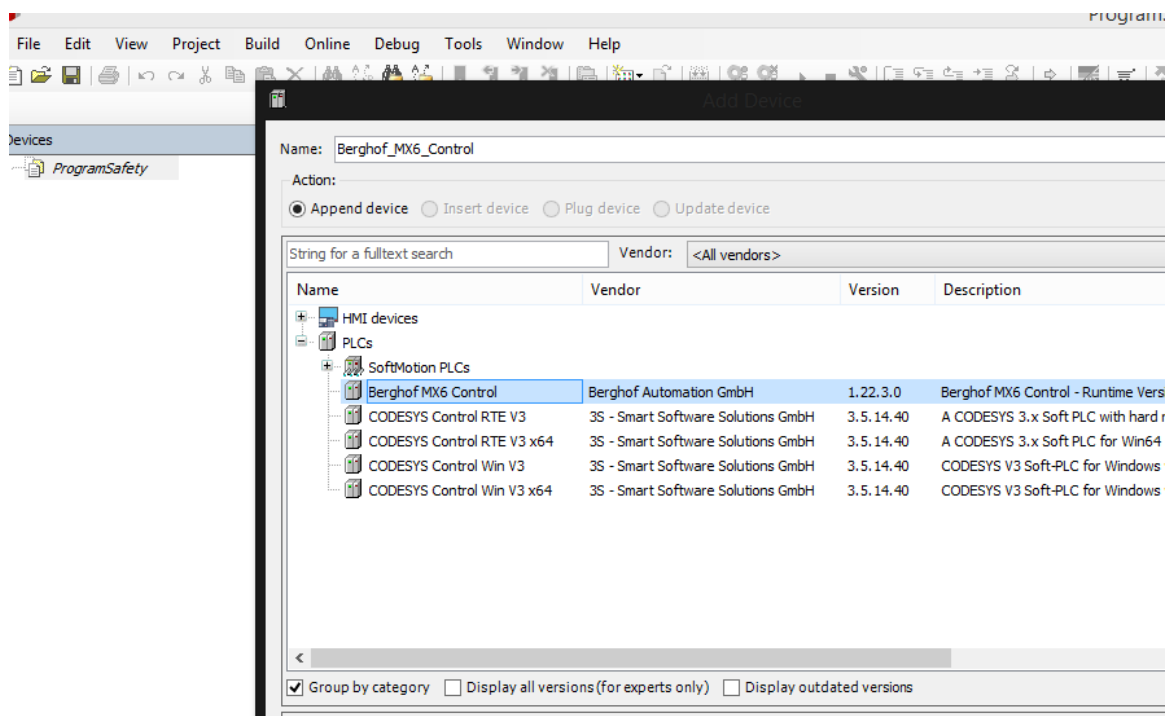 Program
File Edit View Project Build Online Debug Tools Window Help
Add Device
Devices
ProgramSafety
Name: Berghof_MX6_Control
Action:
Append device Insert device Plug device Update device
String for a fulltext search Vendor: <All vendors>
Name Vendor Version Description
HMI devices
PLCs
SoftMotion PLCs
Berghof MX6 Control Berghof Automation GmbH 1.22.3.0 Berghof MX6 Control - Runtime Vers
CODESYS Control RTE V3 3S - Smart Software Solutions GmbH 3.5.14.40 A CODESYS 3.x Soft PLC with hard r
CODESYS Control RTE V3 x64 3S - Smart Software Solutions GmbH 3.5.14.40 A CODESYS 3.x Soft PLC for Win64
CODESYS Control Win V3 3S - Smart Software Solutions GmbH 3.5.14.40 CODESYS V3 Soft-PLC for Windows
CODESYS Control Win V3 x64 3S - Smart Software Solutions GmbH 3.5.14.40 CODESYS V3 Soft-PLC for Windows
Group by category Display all versions (for experts only) Display outdated versions